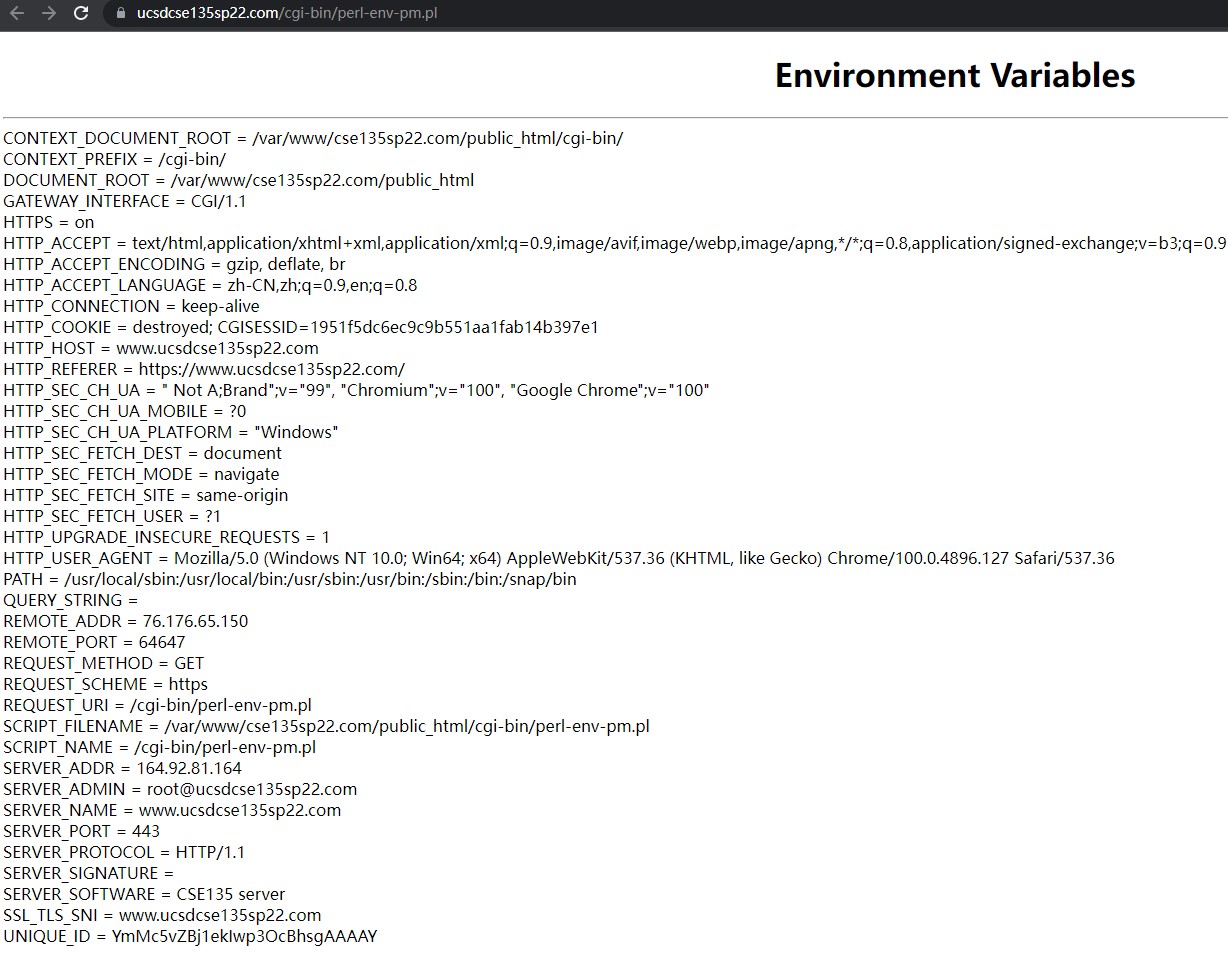 ucsdcse135sp22.com/cgi-bin/perl-env-pm.pl
Environment Variables
CONTEXT_DOCUMENT_ROOT = /var/www/cse135sp22.com/public_html/cgi-bin/
CONTEXT_PREFIX = /cgi-bin/
DOCUMENT_ROOT = /var/www/cse135sp22.com/public_html
GATEWAY_INTERFACE = CGI/1.1
HTTPS = on
HTTP_ACCEPT = text/html,application/xhtml+xml,application/xml;q=0.9,image/avif,image/webp,image/apng,*/*;q=0.8,application/signed-exchange;v=b3;q=0.9
HTTP_ACCEPT_ENCODING = gzip, deflate, br
HTTP_ACCEPT_LANGUAGE = zh-CN,zh;q=0.9,en;q=0.8
HTTP_CONNECTION = keep-alive
HTTP_COOKIE = destroyed; CGISESSID=1951f5dc6ec9c9b551aa1fab14b397e1
HTTP_HOST = www.ucsdcse135sp22.com
HTTP_REFERER = https://www.ucsdcse135sp22.com/
HTTP_SEC_CH_UA = " Not A;Brand";v="99", "Chromium";v="100", "Google Chrome";v="100"
HTTP_SEC_CH_UA_MOBILE = ?0
HTTP_SEC_CH_UA_PLATFORM = "Windows"
HTTP_SEC_FETCH_DEST = document
HTTP_SEC_FETCH_MODE = navigate
HTTP_SEC_FETCH_SITE = same-origin
HTTP_SEC_FETCH_USER = ?1
HTTP_UPGRADE_INSECURE_REQUESTS = 1
HTTP_USER_AGENT = Mozilla/5.0 (Windows NT 10.0; Win64; x64) AppleWebKit/537.36 (KHTML, like Gecko) Chrome/100.0.4896.127 Safari/537.36
PATH = /usr/local/sbin:/usr/local/bin:/usr/sbin:/usr/bin:/sbin:/bin:/snap/bin
QUERY_STRING =
REMOTE_ADDR = 76.176.65.150
REMOTE_PORT = 64647
REQUEST_METHOD = GET
REQUEST_SCHEME = https
REQUEST_URI = /cgi-bin/perl-env-pm.pl
SCRIPT_FILENAME = /var/www/cse135sp22.com/public_html/cgi-bin/perl-env-pm.pl
SCRIPT_NAME = /cgi-bin/perl-env-pm.pl
SERVER_ADDR = 164.92.81.164
SERVER_ADMIN = root@ucsdcse135sp22.com
SERVER_NAME = www.ucsdcse135sp22.com
SERVER_PORT = 443
SERVER_PROTOCOL = HTTP/1.1
SERVER_SIGNATURE =
SERVER_SOFTWARE = CSE135 server
SSL_TLS_SNI = www.ucsdcse135sp22.com
UNIQUE_ID = YmMc5vZBj1ekIwp3OcBhsgAAAAY